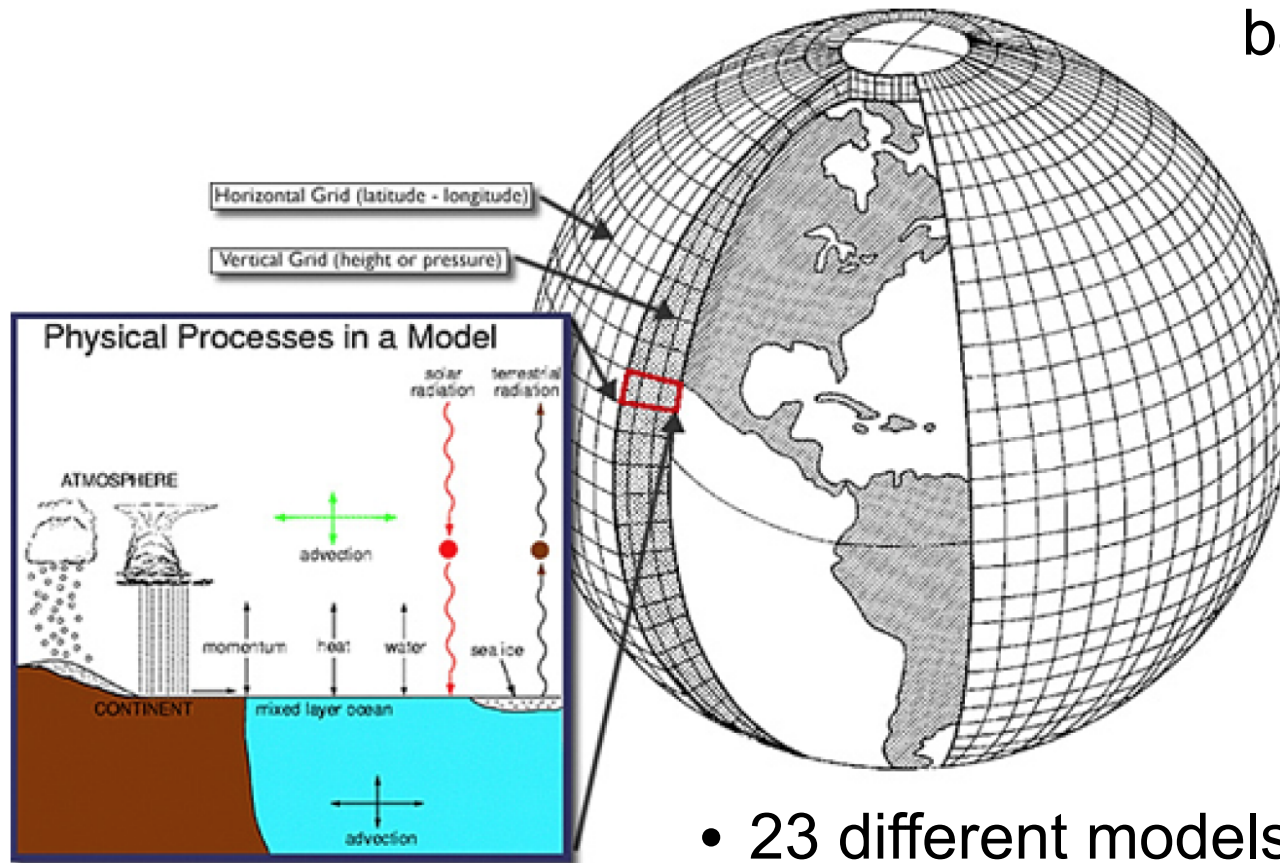 b
Horizontal Grid (latitude - longitude)
Vertical Grid (height or pressure)
Physical Processes in a Model
solar radiation
terrestrial radiation
ATMOSPHERE
advection
momentum
heat
water
sea ice
CONTINENT
mixed layer ocean
advection
• 23 different models